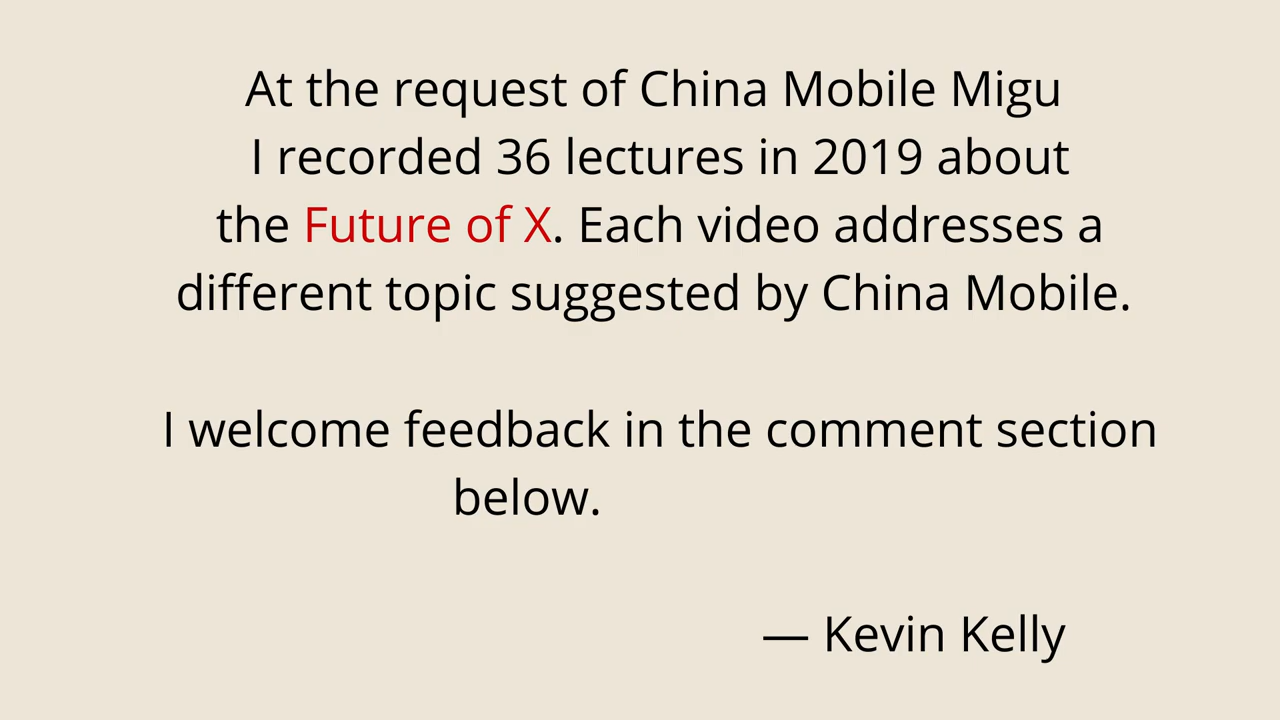 At the request of China Mobile Migu
I recorded 36 lectures in 2019 about
the Future of X. Each video addresses a
different topic suggested by China Mobile.
I welcome feedback in the comment section
below.
— Kevin Kelly